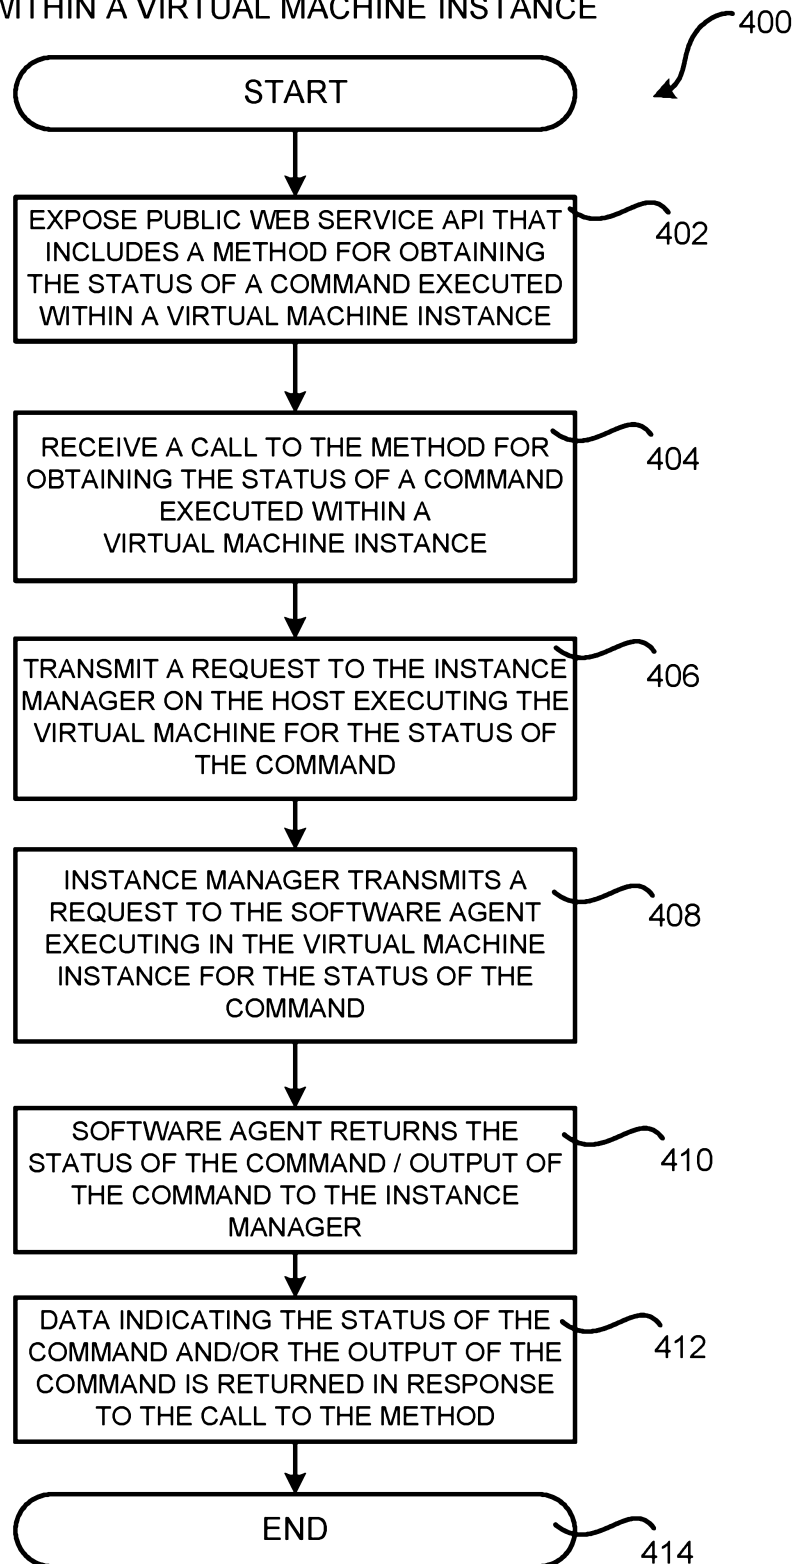 WITHIN A VIRTUAL MACHINE INSTANCE
400
START
EXPOSE PUBLIC WEB SERVICE API THAT
INCLUDES A METHOD FOR OBTAINING
THE STATUS OF A COMMAND EXECUTED
WITHIN A VIRTUAL MACHINE INSTANCE
402
RECEIVE A CALL TO THE METHOD FOR
OBTAINING THE STATUS OF A COMMAND
EXECUTED WITHIN A
VIRTUAL MACHINE INSTANCE
404
TRANSMIT A REQUEST TO THE INSTANCE
MANAGER ON THE HOST EXECUTING THE
VIRTUAL MACHINE FOR THE STATUS OF
THE COMMAND
406
INSTANCE MANAGER TRANSMITS A
REQUEST TO THE SOFTWARE AGENT
EXECUTING IN THE VIRTUAL MACHINE
INSTANCE FOR THE STATUS OF THE
COMMAND
408
SOFTWARE AGENT RETURNS THE
STATUS OF THE COMMAND / OUTPUT OF
THE COMMAND TO THE INSTANCE
MANAGER
410
DATA INDICATING THE STATUS OF THE
COMMAND AND/OR THE OUTPUT OF THE
COMMAND IS RETURNED IN RESPONSE
TO THE CALL TO THE METHOD
412
END
414